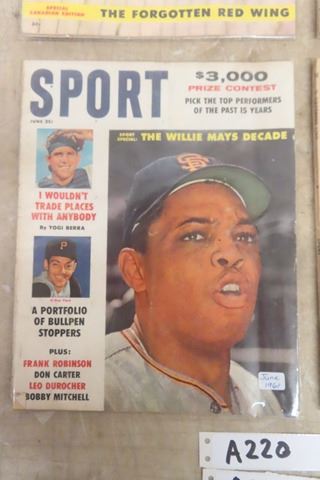 SPECIAL
CANADIAN EDITION
THE FORGOTTEN RED WING
SPORT
JUNE 25¢
$3,000
PRIZE CONTEST
PICK THE TOP PERFORMERS
OF THE PAST 15 YEARS
SPORT
SPECIAL:
THE WILLIE MAYS DECADE
SF
I WOULDN'T
TRADE PLACES
WITH ANYBODY
By YOGI BERRA
P
A PORTFOLIO
OF BULLPEN
STOPPERS
PLUS:
FRANK ROBINSON
DON CARTER
LEO DUROCHER
BOBBY MITCHELL
June
1961
A220